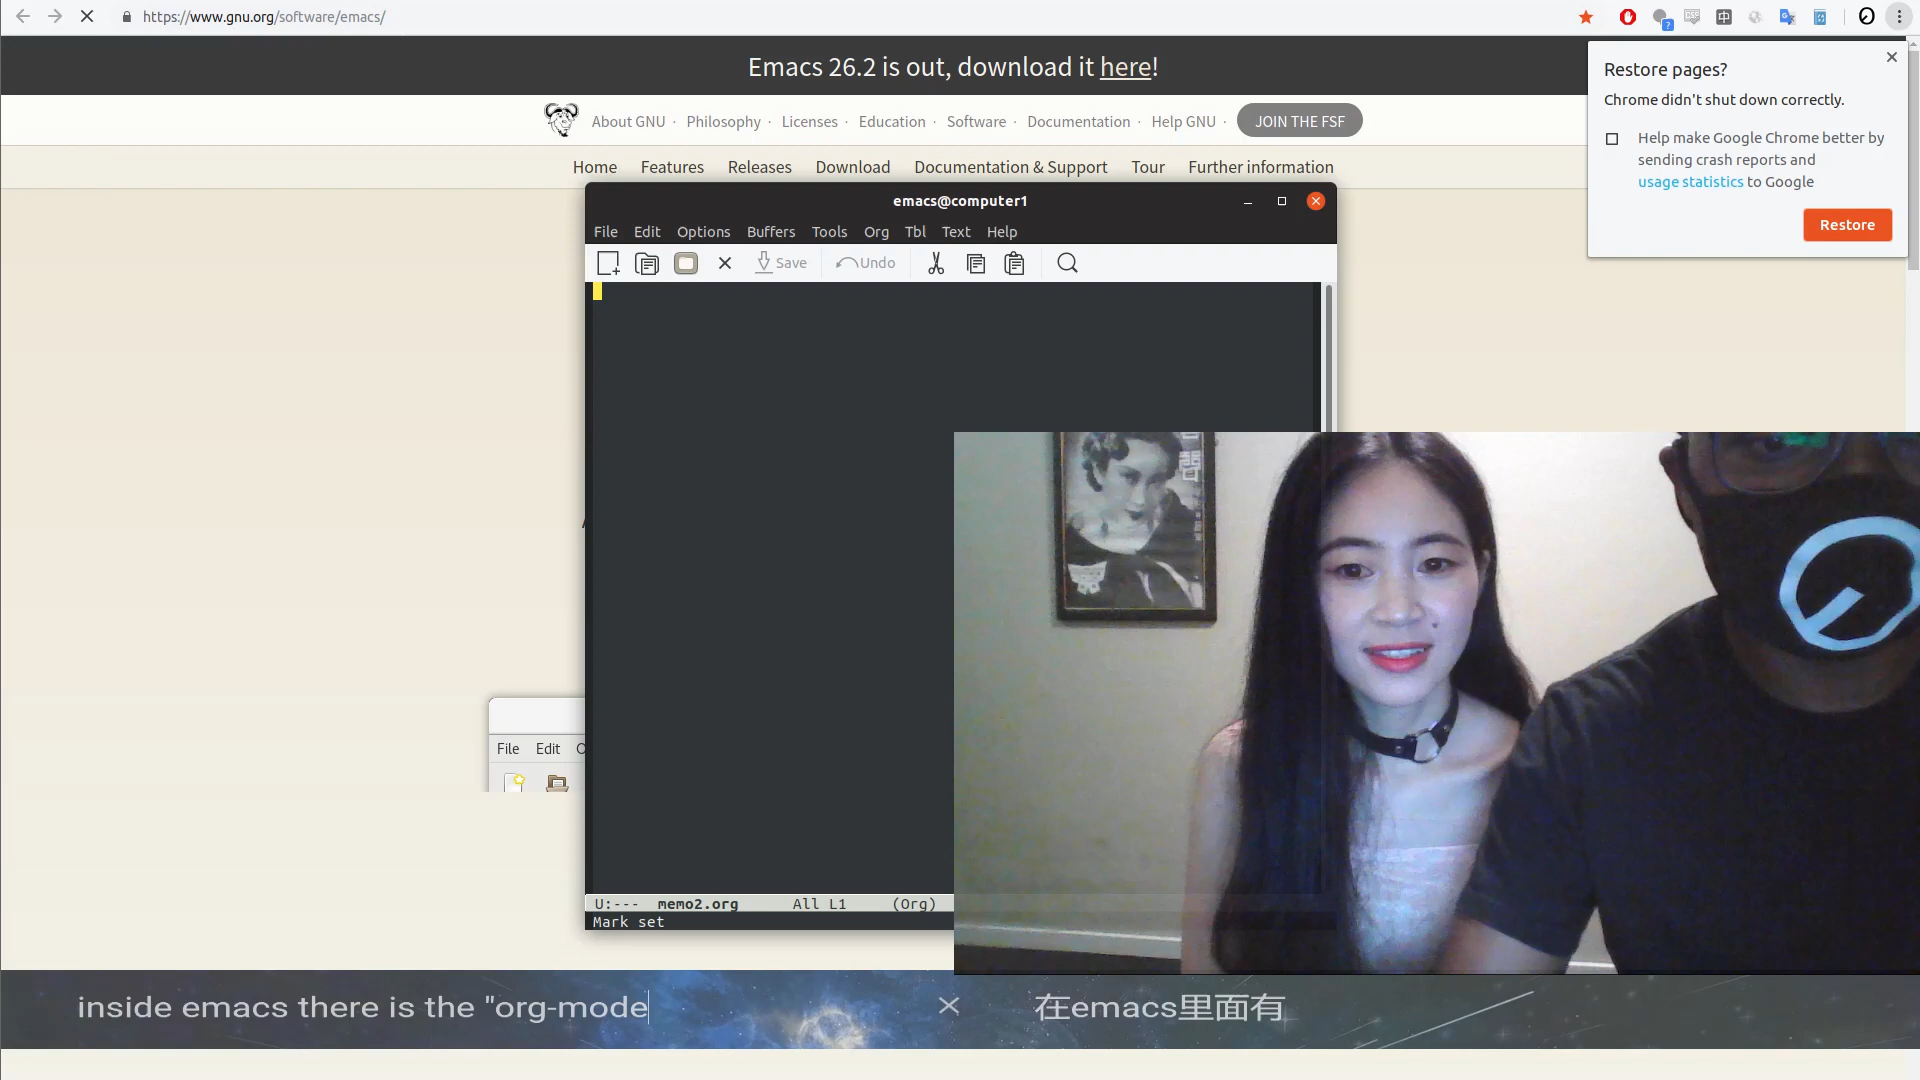 https://www.gnu.org/software/emacs/
Emacs 26.2 is out, download it here!
Restore pages?
Chrome didn't shut down correctly.
Help make Google Chrome better by
sending crash reports and
usage statistics to Google
Restore
About GNU · Philosophy · Licenses · Education · Software · Documentation · Help GNU · JOIN THE FSF
Home Features Releases Download Documentation & Support Tour Further information
emacs@computer1
File Edit Options Buffers Tools Org Tbl Text Help
Save Undo
File Edit
U:--- memo2.org All L1 (Org)
Mark set
inside emacs there is the "org-mode
在emacs里面有